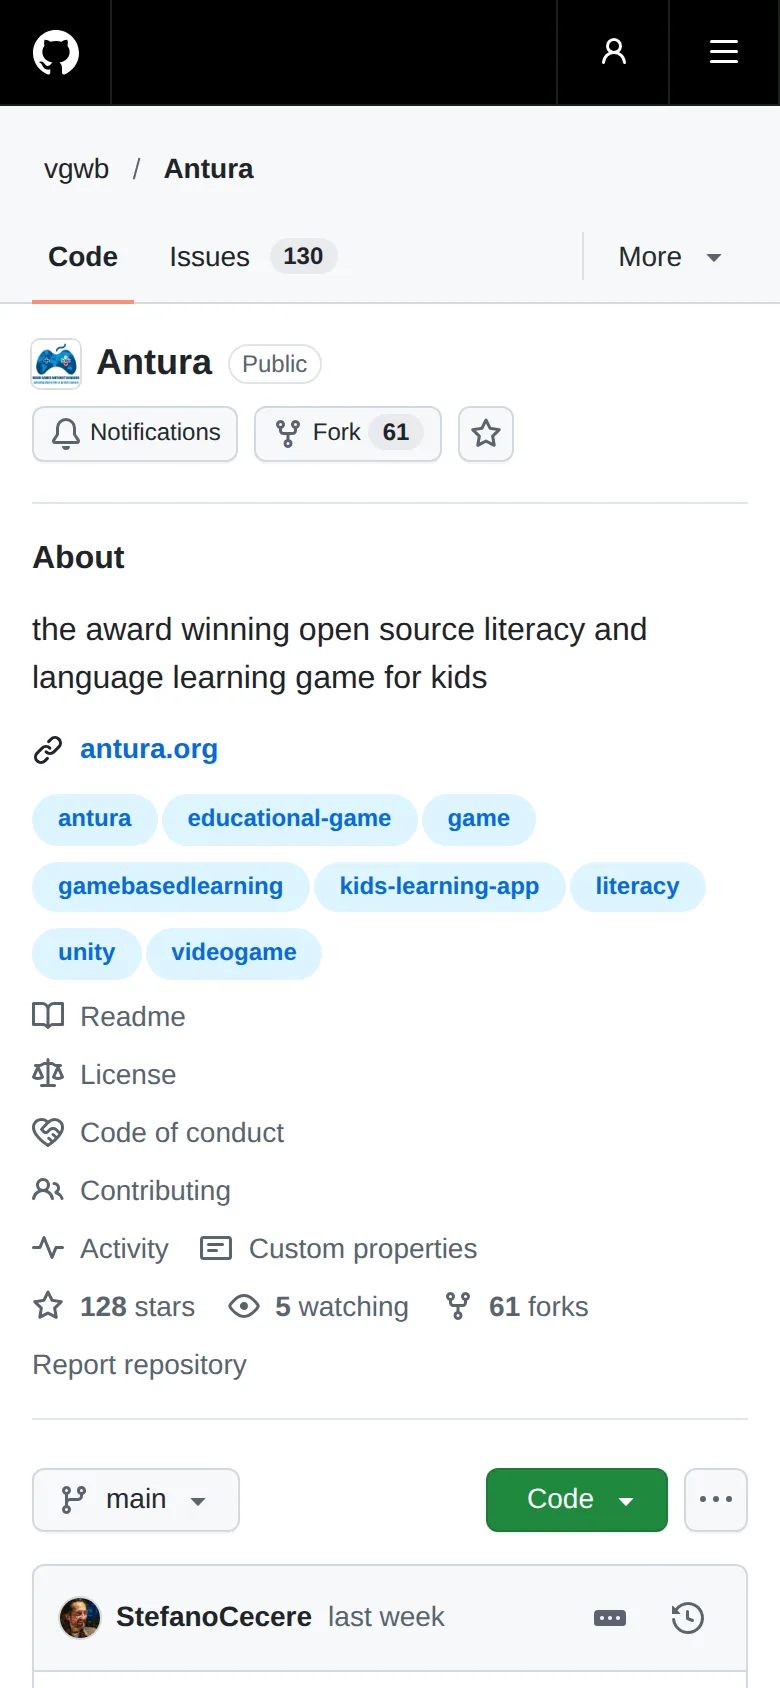 vgwb / Antura
Code Issues 130 More
Antura Public
Notifications Fork 61
About
the award winning open source literacy and
language learning game for kids
antura.org
antura educational-game game
gamebasedlearning kids-learning-app literacy
unity videogame
Readme
License
Code of conduct
Contributing
Activity Custom properties
128 stars 5 watching 61 forks
Report repository
main Code
StefanoCecere last week